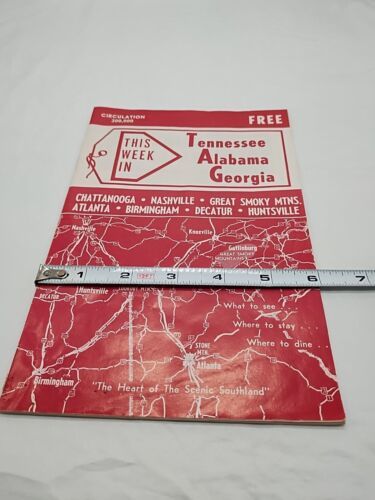 CIRCULATION
200,000
FREE
THIS
WEEK
IN
Tennessee
Alabama
Georgia
CHATTANOOGA • NASHVILLE • GREAT SMOKY MTNS.
ATLANTA • BIRMINGHAM • DECATUR • HUNTSVILLE
Nashville
Knoxville
Gatlinburg
GREAT SMOKY
MOUNTAINS
1 2 3 4 5 6 7
Huntsville
DECATUR
What to see . . .
Where to stay . . .
Where to dine . . .
STONE
MTN.
Atlanta
Birmingham
"The Heart of The Scenic Southland"